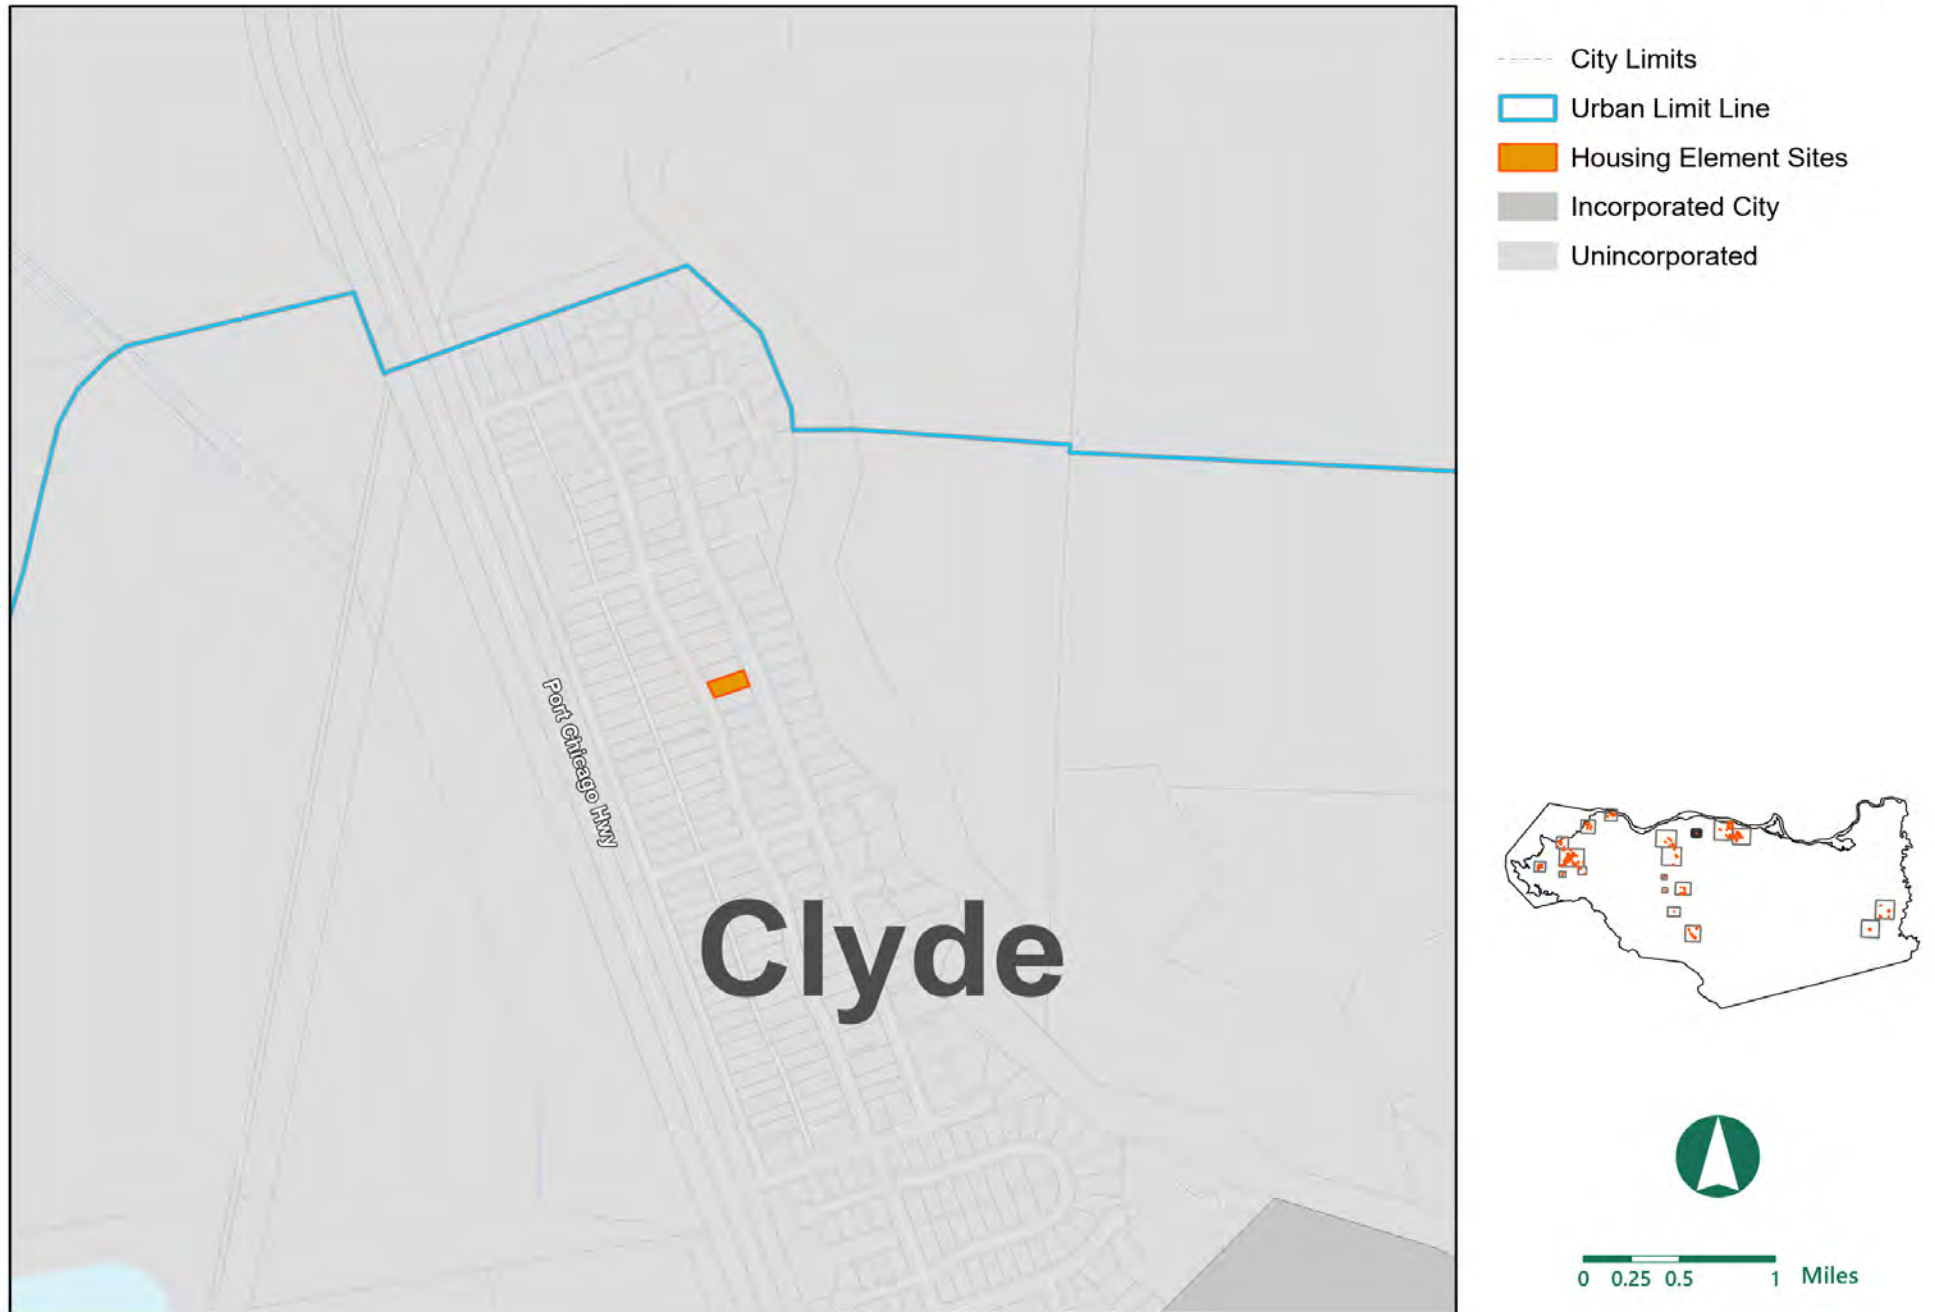 City Limits
Urban Limit Line
Housing Element Sites
Incorporated City
Unincorporated
Port Chicago Hwy
Clyde
0 0.25 0.5 1 Miles